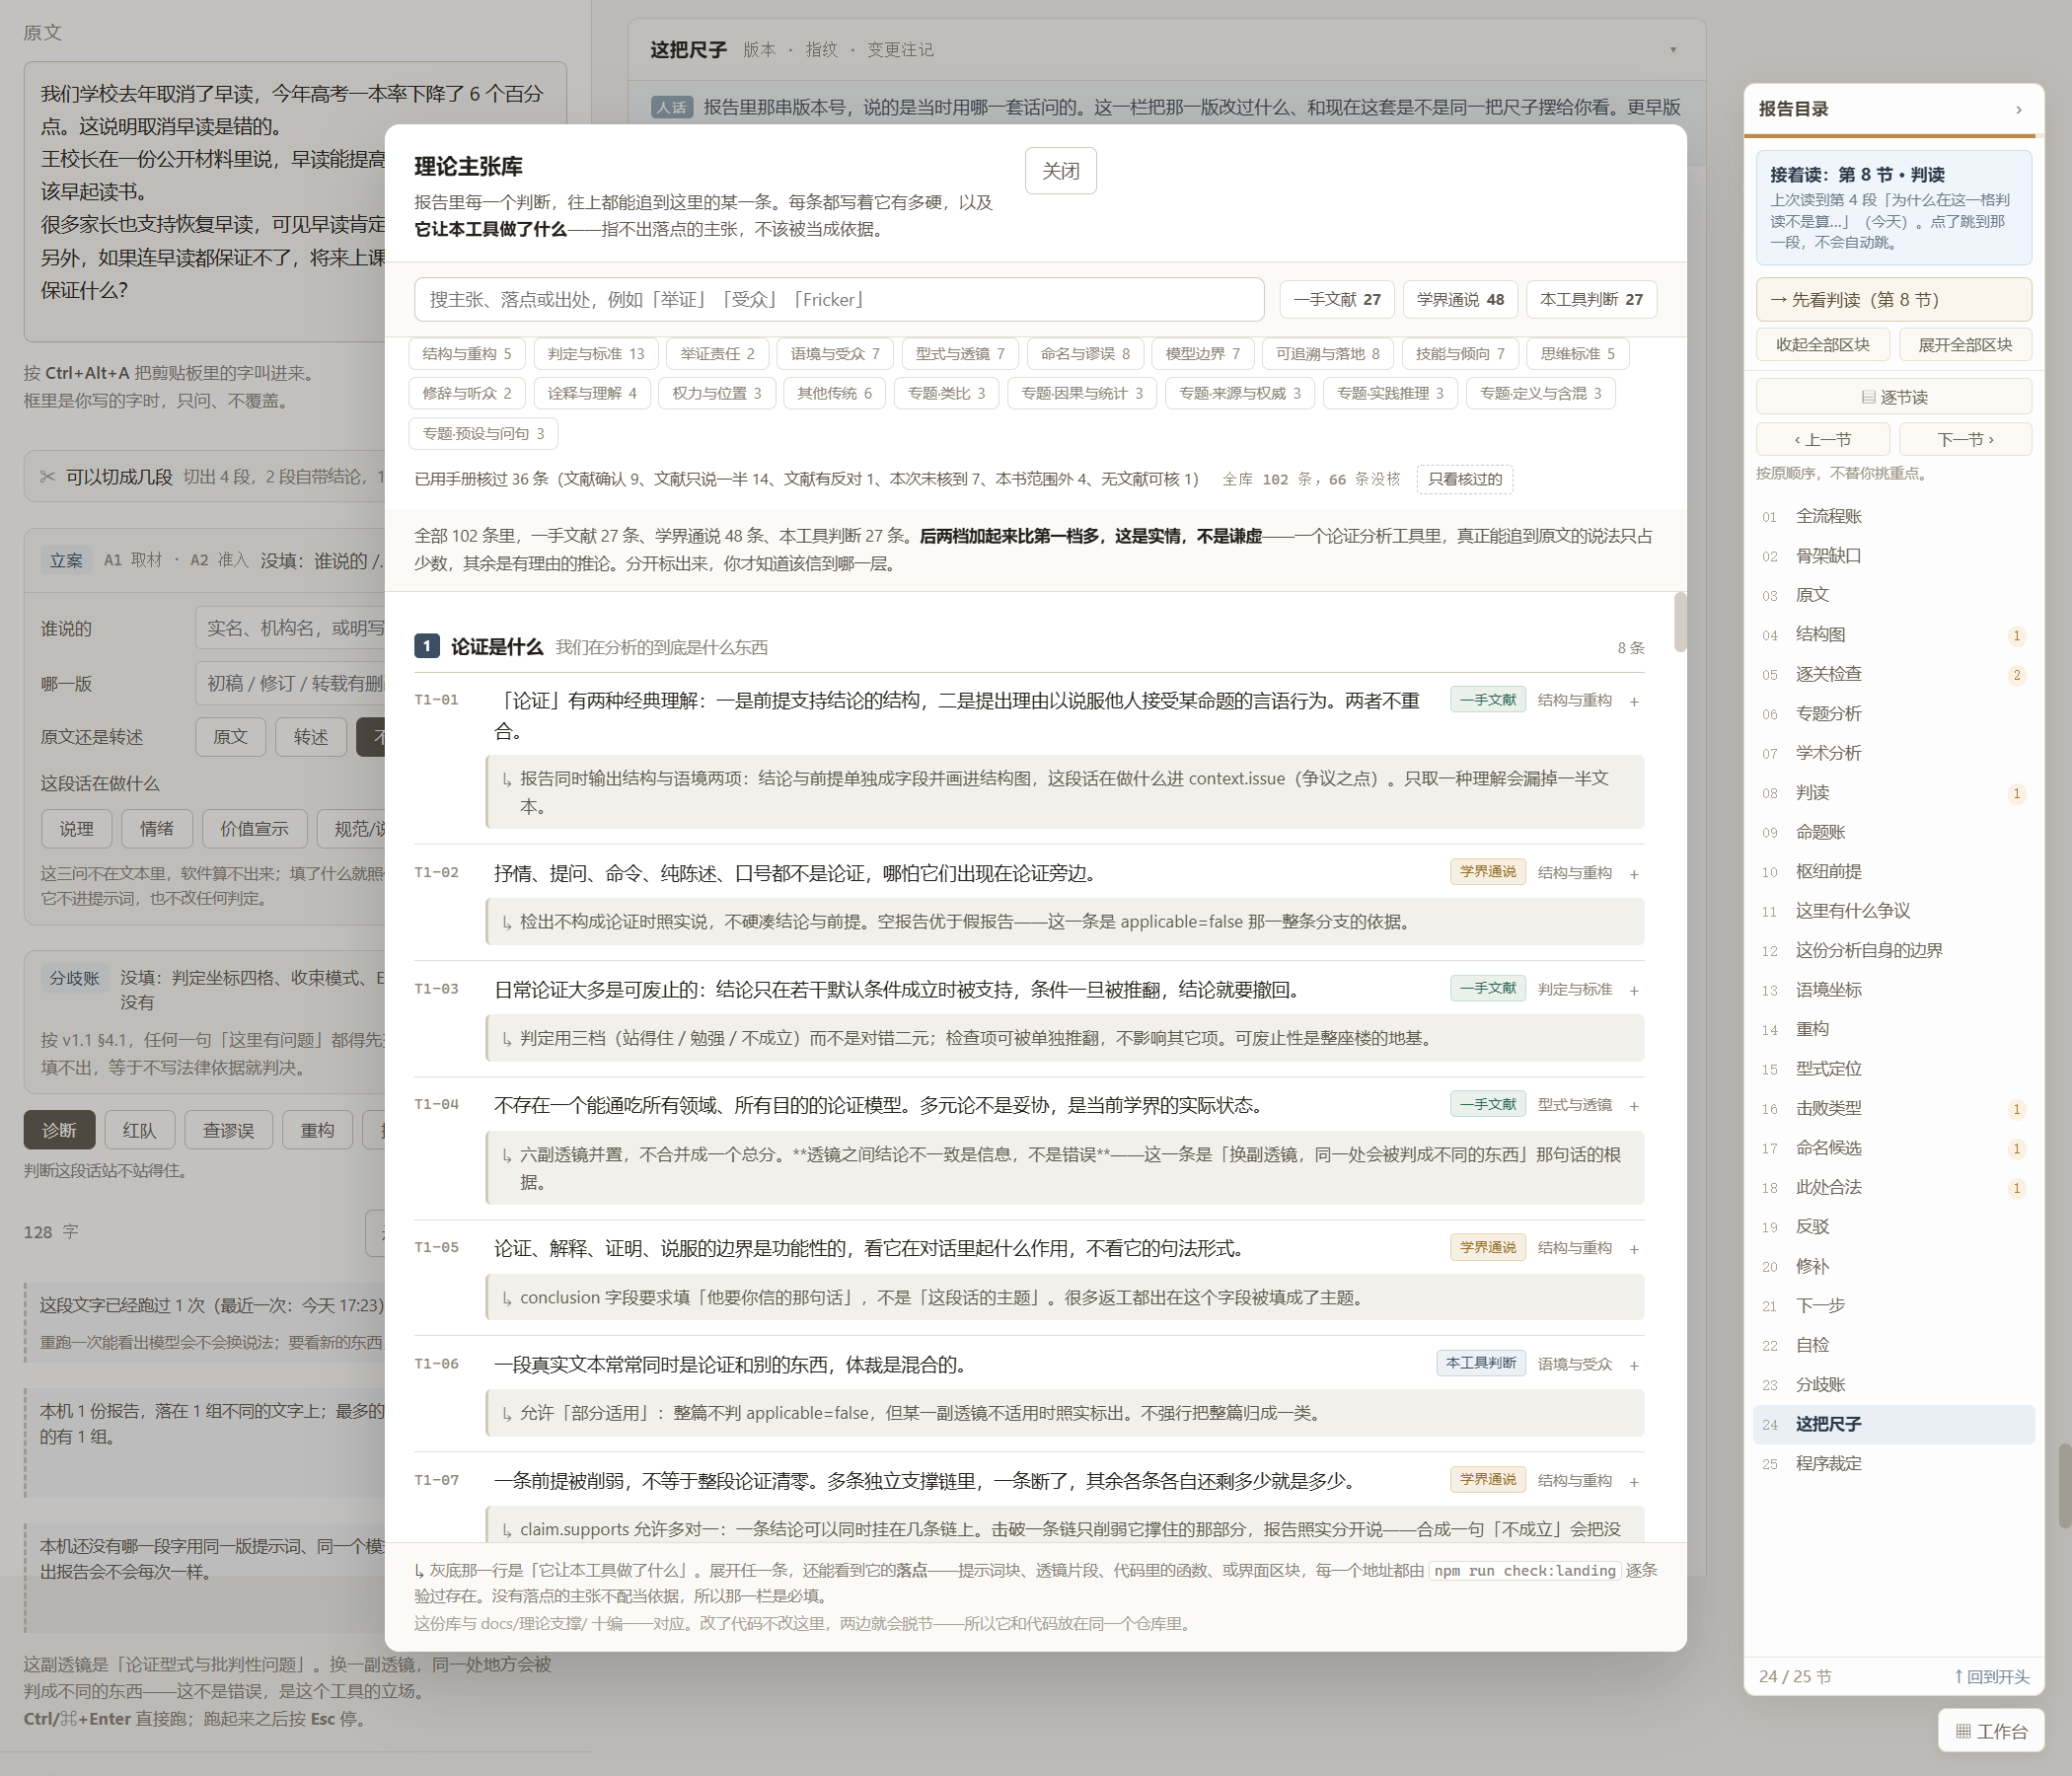 原文
我们学校去年取消了早读，今年高考一本率下降了 6 个百分
点。这说明取消早读是错的。
王校长在一份公开材料里说，早读能提高
该早起读书。
很多家长也支持恢复早读，可见早读肯定
另外，如果连早读都保证不了，将来上课
保证什么？
按 Ctrl+Alt+A 把剪贴板里的字叫进来。
框里是你写的字时，只问、不覆盖。
可以切成几段 切出 4 段，2 段自带结论，1
立案 A1 取材 · A2 准入 没填：谁说的 /
谁说的 实名、机构名，或明写
哪一版 初稿 / 修订 / 转载有删
原文还是转述 原文 转述
这段话在做什么
说理 情绪 价值宣示 规范/
这三问不在文本里，软件算不出来；填了什么就照
它不进提示词，也不改任何判定。
分歧账 没填：判定坐标四格、收束模式、E
没有
按 v1.1 §4.1，任何一句「这里有问题」都得先
填不出，等于不写法律依据就判决。
诊断 红队 查谬误 重构
判断这段话站不站得住。
128 字
这段文字已经跑过 1 次（最近一次：今天 17:23）
重跑一次能看出模型会不会换说法；要看新的东西
本机 1 份报告，落在 1 组不同的文字上；最多的
的有 1 组。
本机还没有哪一段字用同一版提示词、同一个模
出报告会不会每次一样。
这副透镜是「论证型式与批判性问题」。换一副透镜，同一处地方会被
判成不同的东西——这不是错误，是这个工具的立场。
Ctrl/⌘+Enter 直接跑；跑起来之后按 Esc 停。
这把尺子 版本 · 指纹 · 变更注记 ▾
人话 报告里那串版本号，说的是当时用哪一套话问的。这一栏把那一版改过什么、和现在这套是不是同一把尺子摆给你看。更早版
理论主张库
关闭
报告里每一个判断，往上都能追到这里的某一条。每条都写着它有多硬，以及
它让本工具做了什么——指不出落点的主张，不该被当成依据。
搜主张、落点或出处，例如「举证」「受众」「Fricker」 一手文献 27 学界通说 48 本工具判断 27
结构与重构 5 判定与标准 13 举证责任 2 语境与受众 7 型式与透镜 7 命名与谬误 8 模型边界 7 可追溯与落地 8 技能与倾向 7 思维标准 5
修辞与听众 2 诠释与理解 4 权力与位置 3 其他传统 6 专题·类比 3 专题·因果与统计 3 专题·来源与权威 3 专题·实践推理 3 专题·定义与含混 3
专题·预设与问句 3
已用手册核过 36 条（文献确认 9、文献只说一半 14、文献有反对 1、本次未核到 7、本书范围外 4、无文献可核 1） 全库 102 条，66 条没核 只看核过的
全部 102 条里，一手文献 27 条、学界通说 48 条、本工具判断 27 条。后两档加起来比第一档多，这是实情，不是谦虚——一个论证分析工具里，真正能追到原文的说法只占
少数，其余是有理由的推论。分开标出来，你才知道该信到哪一层。
1 论证是什么 我们在分析的到底是什么东西 8 条
T1-01 「论证」有两种经典理解：一是前提支持结论的结构，二是提出理由以说服他人接受某命题的言语行为。两者不重 一手文献 结构与重构 +
合。
↳ 报告同时输出结构与语境两项：结论与前提单独成字段并画进结构图，这段话在做什么进 context.issue（争议之点）。只取一种理解会漏掉一半文
本。
T1-02 抒情、提问、命令、纯陈述、口号都不是论证，哪怕它们出现在论证旁边。 学界通说 结构与重构 +
↳ 检出不构成论证时照实说，不硬凑结论与前提。空报告优于假报告——这一条是 applicable=false 那一整条分支的依据。
T1-03 日常论证大多是可废止的：结论只在若干默认条件成立时被支持，条件一旦被推翻，结论就要撤回。 一手文献 判定与标准 +
↳ 判定用三档（站得住 / 勉强 / 不成立）而不是对错二元；检查项可被单独推翻，不影响其它项。可废止性是整座楼的地基。
T1-04 不存在一个能通吃所有领域、所有目的的论证模型。多元论不是妥协，是当前学界的实际状态。 一手文献 型式与透镜 +
↳ 六副透镜并置，不合并成一个总分。**透镜之间结论不一致是信息，不是错误**——这一条是「换副透镜，同一处会被判成不同的东西」那句话的根
据。
T1-05 论证、解释、证明、说服的边界是功能性的，看它在对话里起什么作用，不看它的句法形式。 学界通说 结构与重构 +
↳ conclusion 字段要求填「他要你信的那句话」，不是「这段话的主题」。很多返工都出在这个字段被填成了主题。
T1-06 一段真实文本常常同时是论证和别的东西，体裁是混合的。 本工具判断 语境与受众 +
↳ 允许「部分适用」：整篇不判 applicable=false，但某一副透镜不适用时照实标出。不强行把整篇归成一类。
T1-07 一条前提被削弱，不等于整段论证清零。多条独立支撑链里，一条断了，其余各条各自还剩多少就是多少。 学界通说 结构与重构 +
↳ claim.supports 允许多对一：一条结论可以同时挂在几条链上。击破一条链只削弱它撑住的那部分，报告照实分开说——合成一句「不成立」会把没
↳ 灰底那一行是「它让本工具做了什么」。展开任一条，还能看到它的落点——提示词块、透镜片段、代码里的函数、或界面区块，每一个地址都由 npm run check:landing 逐条
验过存在。没有落点的主张不配当依据，所以那一栏是必填。
这份库与 docs/理论支撑/ 十编一一对应。改了代码不改这里，两边就会脱节——所以它和代码放在同一个仓库里。
报告目录 ›
接着读：第 8 节 • 判读
上次读到第 4 段「为什么在这一格判
读不是算…」（今天）。点了跳到那
一段，不会自动跳。
→ 先看判读（第 8 节）
收起全部区块 展开全部区块
▤ 逐节读
‹ 上一节 下一节 ›
按原顺序，不替你挑重点。
01 全流程账
02 骨架缺口
03 原文
04 结构图 1
05 逐关检查 2
06 专题分析
07 学术分析
08 判读 1
09 命题账
10 枢纽前提
11 这里有什么争议
12 这份分析自身的边界
13 语境坐标
14 重构
15 型式定位
16 击败类型 1
17 命名候选 1
18 此处合法 1
19 反驳
20 修补
21 下一步
22 自检
23 分歧账
24 这把尺子
25 程序裁定
24 / 25 节 ↑ 回到开头
▦ 工作台